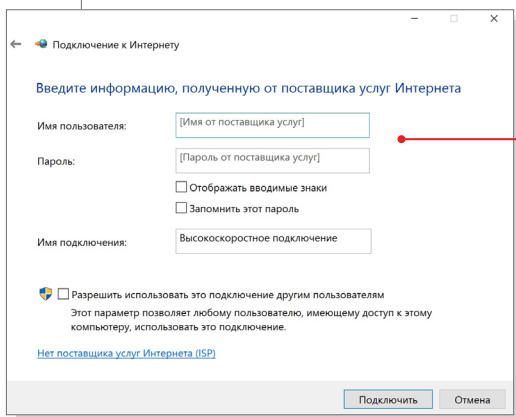 Подключение к Интернету
Введите информацию, полученную от поставщика услуг Интернета
Имя пользователя:
[Имя от поставщика услуг]
Пароль:
[Пароль от поставщика услуг]
Отображать вводимые знаки
Запомнить этот пароль
Имя подключения:
Высокоскоростное подключение
Разрешить использовать это подключение другим пользователям
Этот параметр позволяет любому пользователю, имеющему доступ к этому
компьютеру, использовать это подключение.
Нет поставщика услуг Интернета (ISP)
Подключить
Отмена